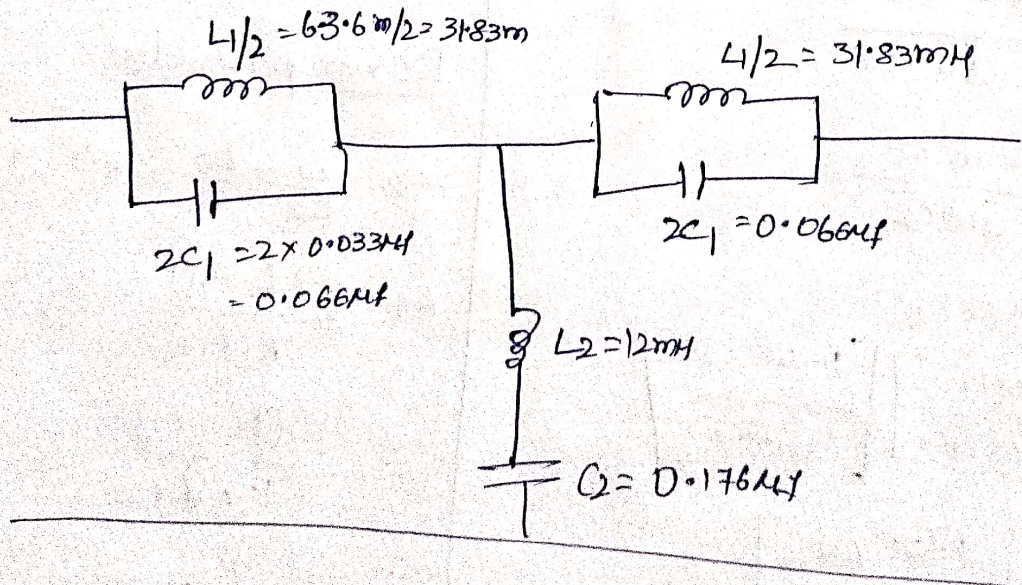 L1/2 = 63.6 m/2 = 31.83m
L1/2 = 31.83mH
2C1 = 2 x 0.033μf
= 0.066μf
2C1 = 0.066μf
L2 = 12mH
C2 = 0.176μf